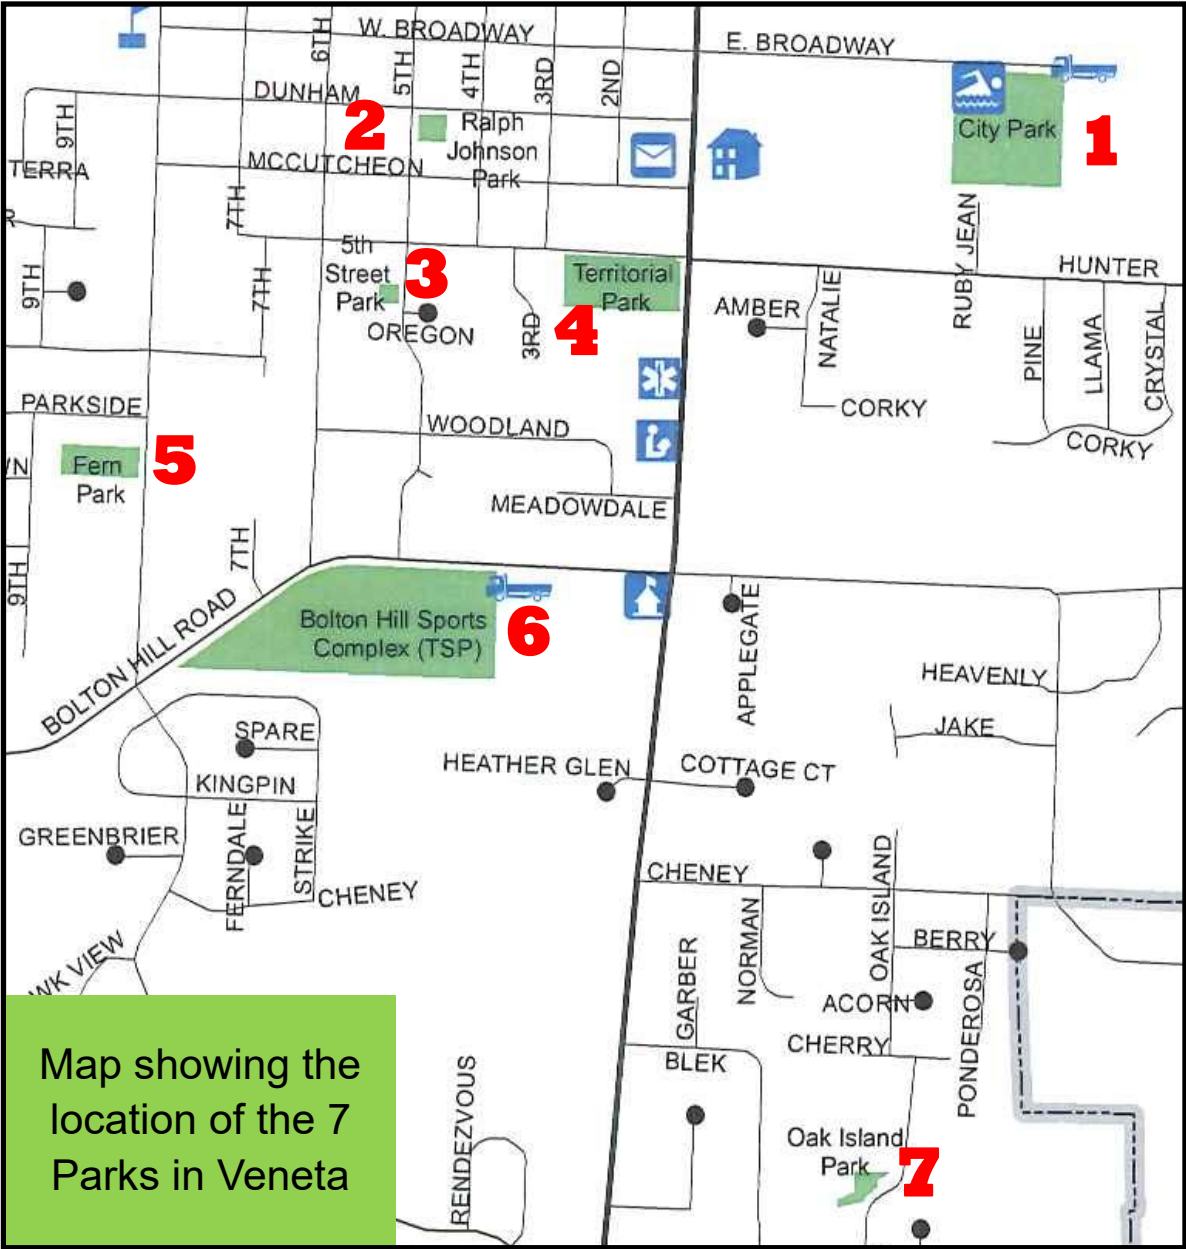 W. BROADWAY
E. BROADWAY
6TH
5TH
4TH
3RD
2ND
DUNHAM
9TH
2
Ralph
Johnson
Park
City Park
1
TERRA
MCCUTCHEON
7TH
RUBY JEAN
5th
Street
Park
3
Territorial
Park
4
HUNTER
9TH
7TH
OREGON
3RD
AMBER
NATALIE
PINE
LLAMA
CRYSTAL
PARKSIDE
CORKY
WOODLAND
CORKY
Fern
Park
5
WN
MEADOWDALE
7TH
9TH
BOLTON HILL ROAD
Bolton Hill Sports
Complex (TSP)
6
APPLEGATE
HEAVENLY
JAKE
SPARE
HEATHER GLEN
COTTAGE CT
KINGPIN
GREENBRIER
FERNDALE
STRIKE
CHENEY
CHENEY
OAK ISLAND
NORMAN
BERRY
GARBER
PONDEROSA
WK VIEW
ACORN
CHERRY
BLEK
Map showing the
location of the 7
Parks in Veneta
RENDEZVOUS
Oak Island
Park
7